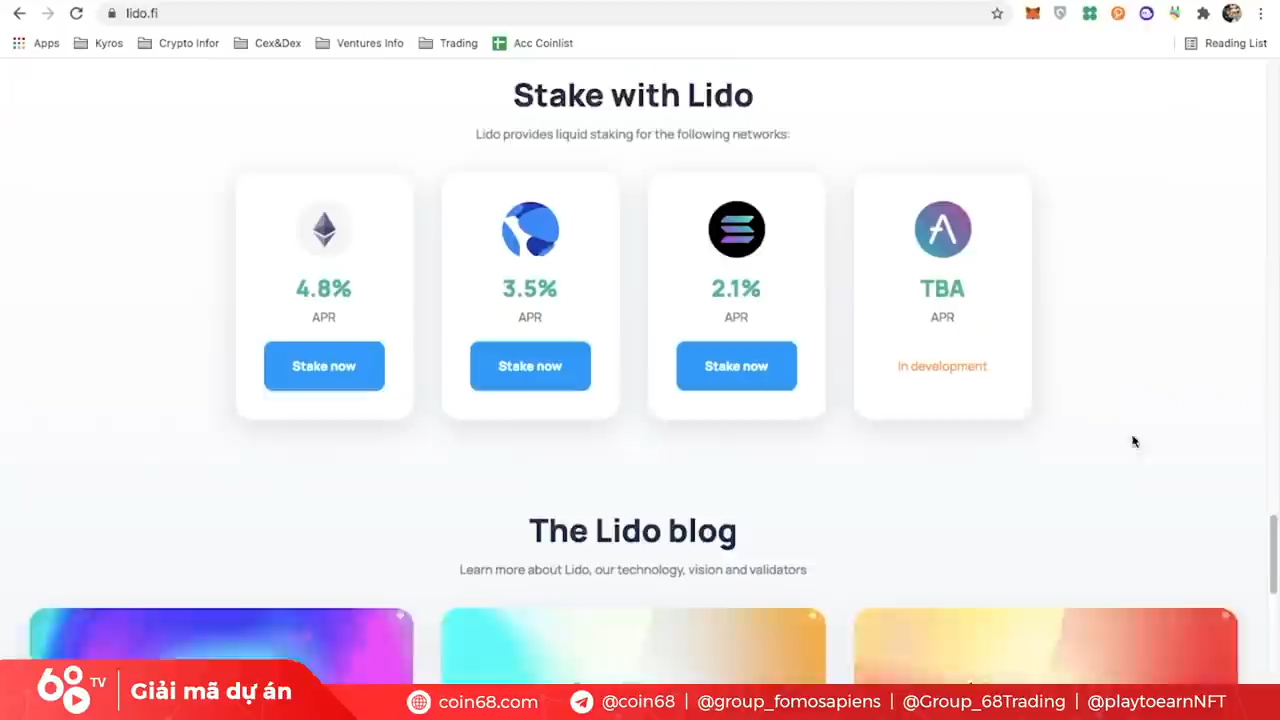 lido.fi
Apps Kyros Crypto Infor Cex&Dex Ventures Info Trading Acc Coinlist Reading List
Stake with Lido
Lido provides liquid staking for the following networks:
4.8% 3.5% 2.1% TBA
APR APR APR APR
Stake now Stake now Stake now In development
The Lido blog
Learn more about Lido, our technology, vision and validators
68 TV Giải mã dự án coin68.com @coin68 | @group_fomosapiens | @Group_68Trading | @playtoearnNFT